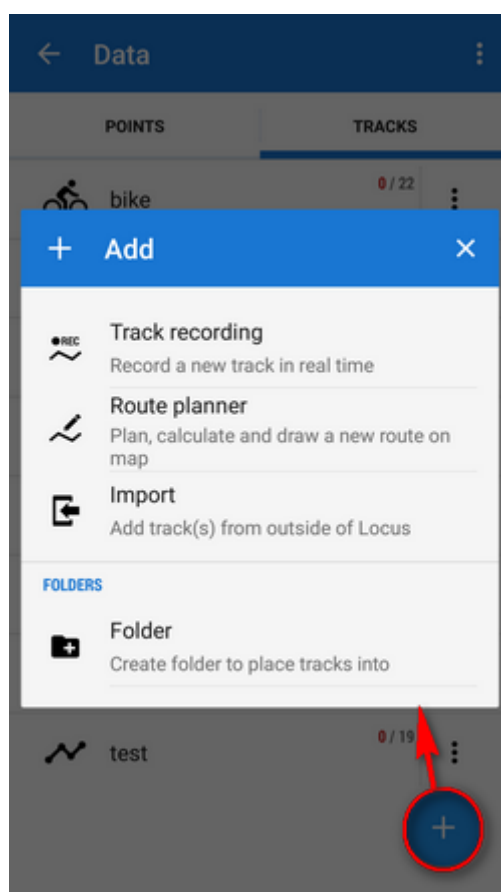 Data
POINTS
TRACKS
bike
0 / 22
Add
REC
Track recording
Record a new track in real time
Route planner
Plan, calculate and draw a new route on
map
Import
Add track(s) from outside of Locus
FOLDERS
Folder
Create folder to place tracks into
test
0 / 19